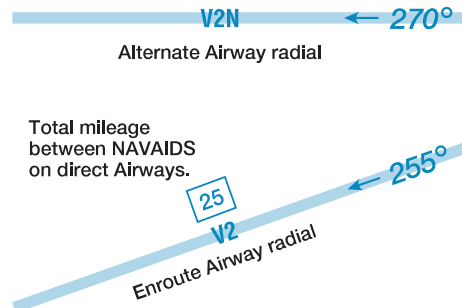 V2N
270°
Alternate Airway radial
Total mileage
between NAVAIDS
on direct Airways.
255°
25
V2
Enroute Airway radial